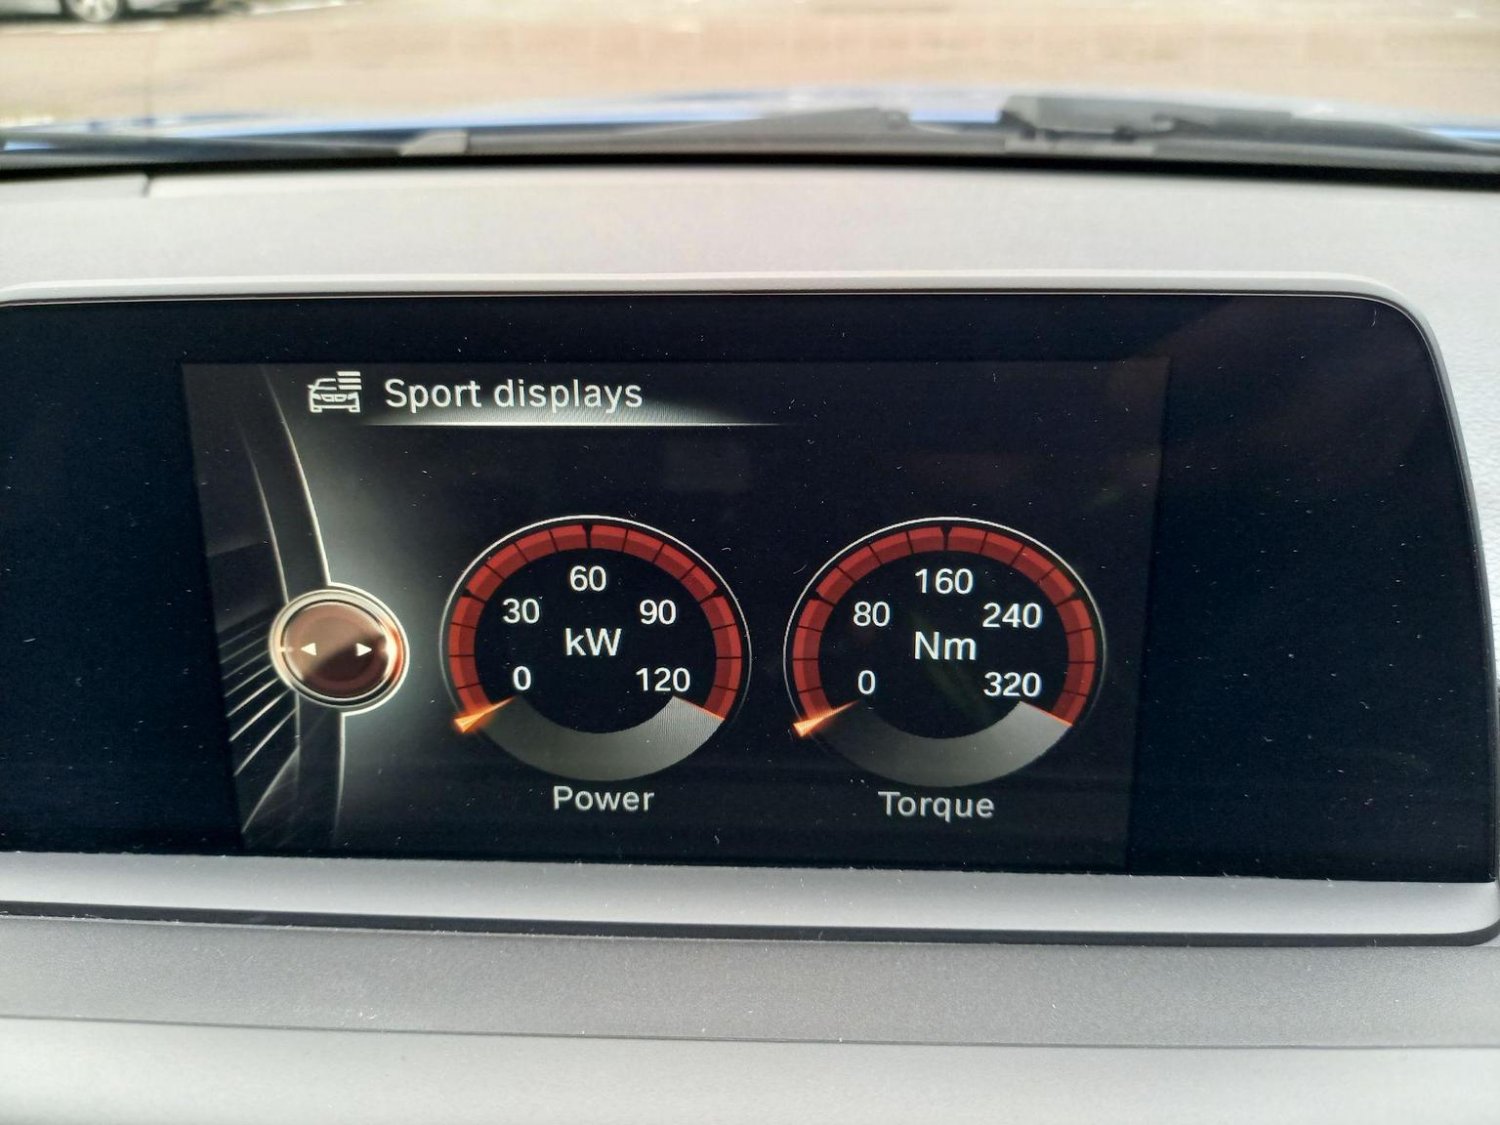 Sport displays
60
30 90
kW
0 120
Power
160
80 240
Nm
0 320
Torque